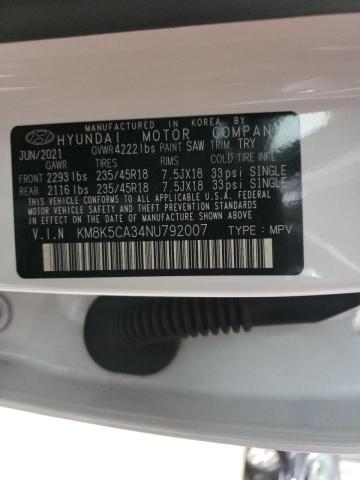 MANUFACTURED IN KOREA BY
HYUNDAI MOTOR COMPANY
JUN/2021 GVWR 4222 lbs PAINT SAW TRIM TRY
GAWR TIRES RIMS COLD TIRE INFL
FRONT 2293 lbs 235/45R18 7.5JX18 33psi SINGLE
REAR 2116 lbs 235/45R18 7.5JX18 33psi SINGLE
THIS VEHICLE CONFORMS TO ALL APPLICABLE
U.S. FEDERAL MOTOR VEHICLE SAFETY STANDARDS
IN EFFECT ON THE DATE OF MANUFACTURE SHOWN ABOVE.
V.I.N KM8K5CA34NU792007 TYPE: MPV